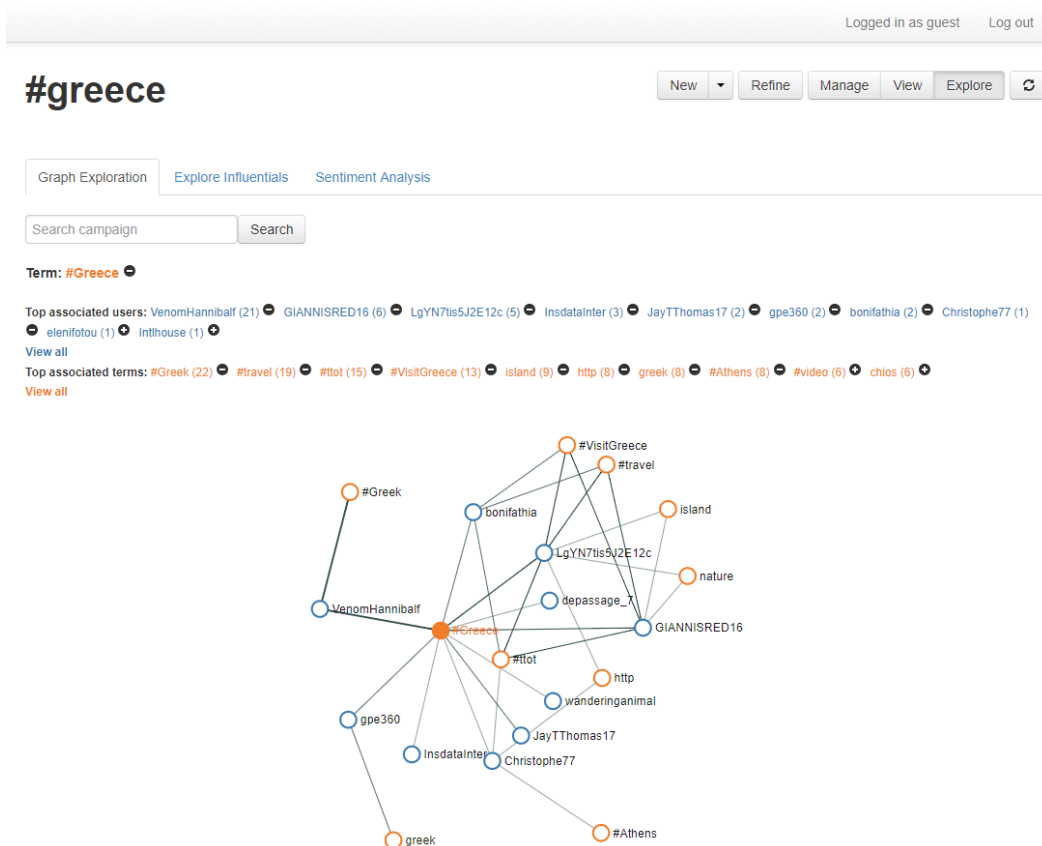 Logged in as guest Log out
#greece
New Refine Manage View Explore
Graph Exploration Explore Influentials Sentiment Analysis
Search campaign Search
Term: #Greece
Top associated users: VenomHannibalf (21) GIANNISRED16 (6) LgYN7tis5J2E12c (5) InsdataInter (3) JayTThomas17 (2) gpe360 (2) bonifathia (2) Christophe77 (1)
elenifotou (1) Intlhouse (1)
View all
Top associated terms: #Greek (22) #travel (19) #ttot (15) #VisitGreece (13) island (9) http (8) greek (8) #Athens (8) #video (6) chios (6)
View all
#VisitGreece
#travel
#Greek
island
bonifathia
LgYN7tis5J2E12c
nature
depassage_7
VenomHannibalf
GIANNISRED16
#Greece
#ttot
http
wanderinganimal
gpe360
JayTThomas17
InsdataInter
Christophe77
#Athens
greek